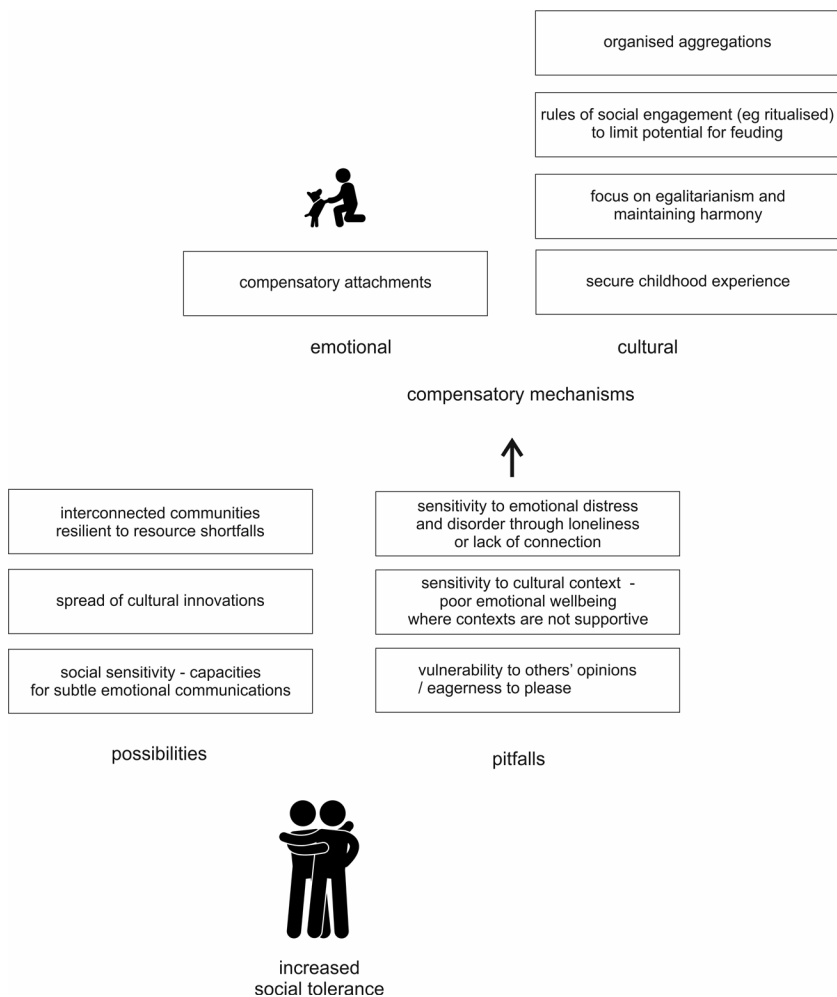 organised aggregations
rules of social engagement (eg ritualised)
to limit potential for feuding
focus on egalitarianism and
maintaining harmony
compensatory attachments
secure childhood experience
emotional
cultural
compensatory mechanisms
interconnected communities
resilient to resource shortfalls
sensitivity to emotional distress
and disorder through loneliness
or lack of connection
spread of cultural innovations
sensitivity to cultural context -
poor emotional wellbeing
where contexts are not supportive
social sensitivity - capacities
for subtle emotional communications
vulnerability to others' opinions
/ eagerness to please
possibilities
pitfalls
increased
social tolerance